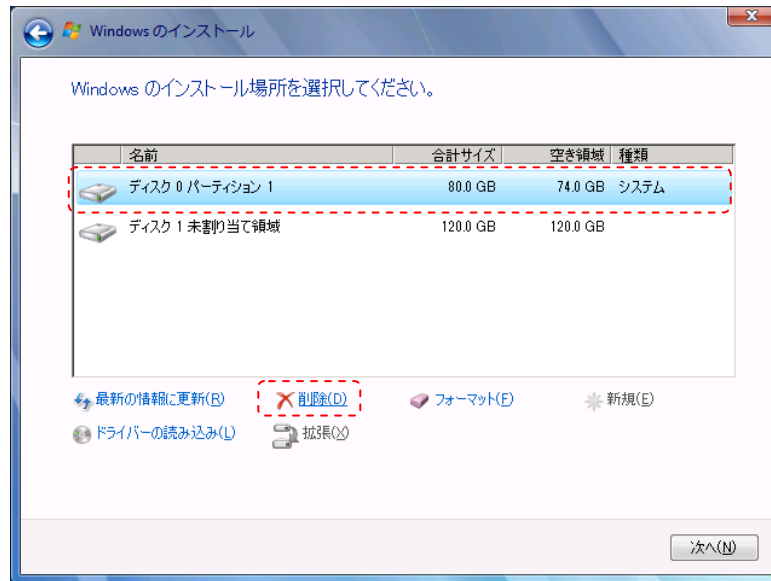 Windows のインストール
Windows のインストール場所を選択してください。
名前 合計サイズ 空き領域 種類
ディスク 0 パーティション 1 80.0 GB 74.0 GB システム
ディスク 1 未割り当て領域 120.0 GB 120.0 GB
最新の情報に更新(R) 削除(D) フォーマット(F) 新規(E)
ドライバーの読み込み(L) 拡張(X)
次へ(N)